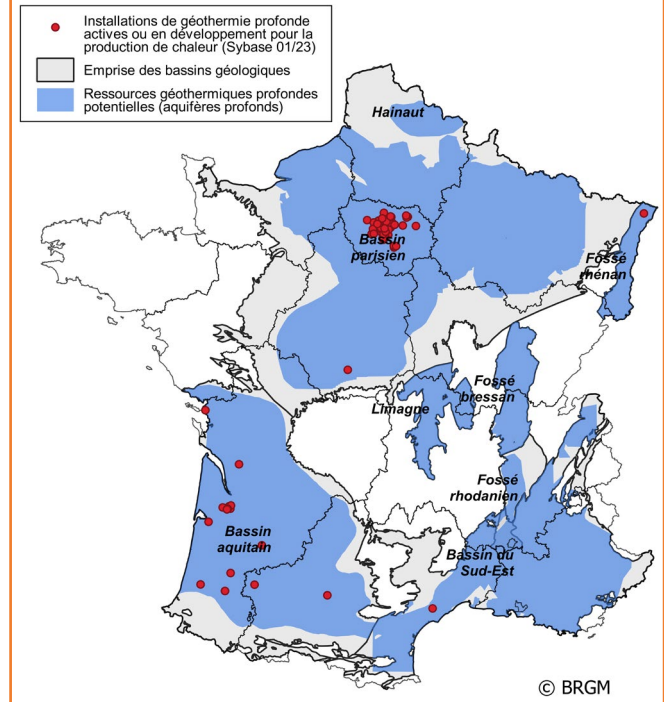 Installations de géothermie profonde
actives ou en développement pour la
production de chaleur (Sybase 01/23)
Emprise des bassins géologiques
Ressources géothermiques profondes
potentielles (aquifères profonds)
Hainaut
Bassin
parisien
Fossé
rhénan
Fossé
bressan
Limagne
Fossé
rhodanien
Bassin
aquitain
Bassin du
Sud-Est
© BRGM